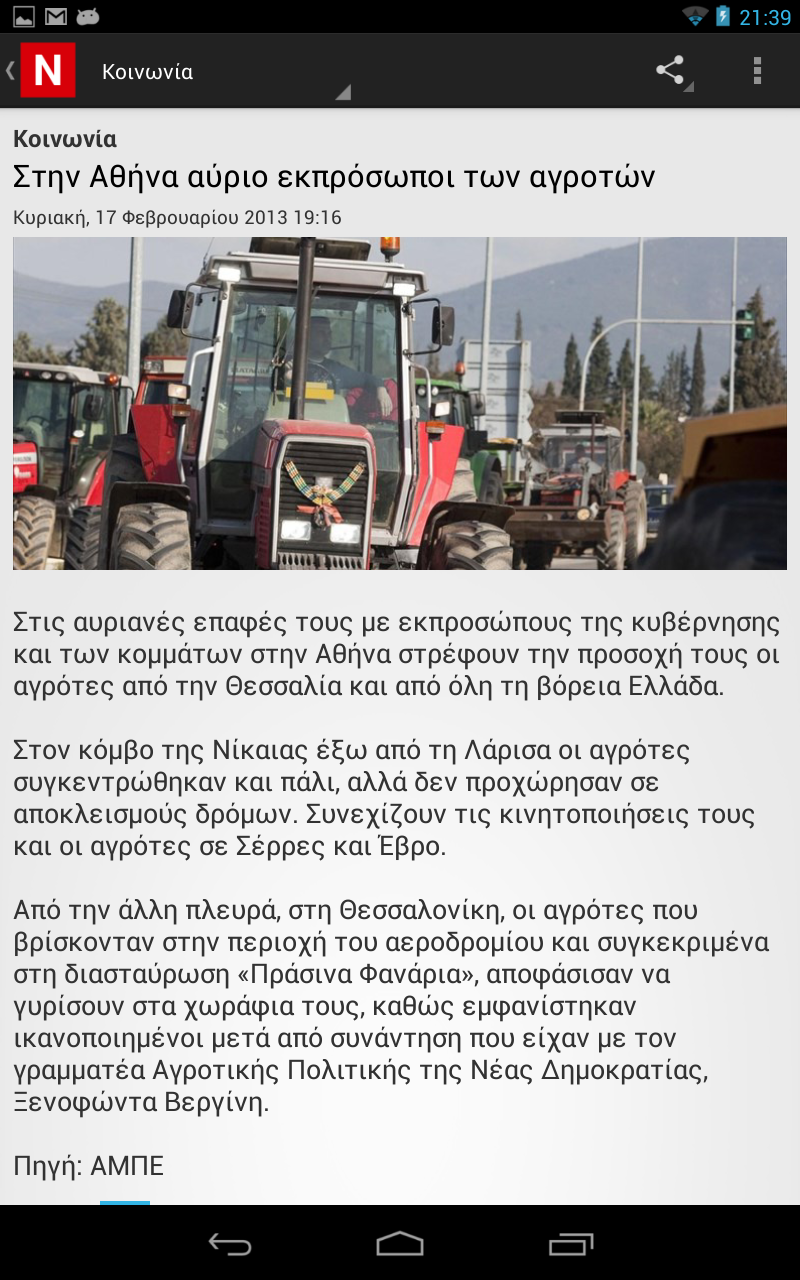 21:39
N
Κοινωνία
Κοινωνία
Στην Αθήνα αύριο εκπρόσωποι των αγροτών
Κυριακή, 17 Φεβρουαρίου 2013 19:16
Στις αυριανές επαφές τους με εκπροσώπους της κυβέρνησης
και των κομμάτων στην Αθήνα στρέφουν την προσοχή τους οι
αγρότες από την Θεσσαλία και από όλη τη βόρεια Ελλάδα.
Στον κόμβο της Νίκαιας έξω από τη Λάρισα οι αγρότες
συγκεντρώθηκαν και πάλι, αλλά δεν προχώρησαν σε
αποκλεισμούς δρόμων. Συνεχίζουν τις κινητοποιήσεις τους
και οι αγρότες σε Σέρρες και Έβρο.
Από την άλλη πλευρά, στη Θεσσαλονίκη, οι αγρότες που
βρίσκονταν στην περιοχή του αεροδρομίου και συγκεκριμένα
στη διασταύρωση «Πράσινα Φανάρια», αποφάσισαν να
γυρίσουν στα χωράφια τους, καθώς εμφανίστηκαν
ικανοποιημένοι μετά από συνάντηση που είχαν με τον
γραμματέα Αγροτικής Πολιτικής της Νέας Δημοκρατίας,
Ξενοφώντα Βεργίνη.
Πηγή: ΑΜΠΕ